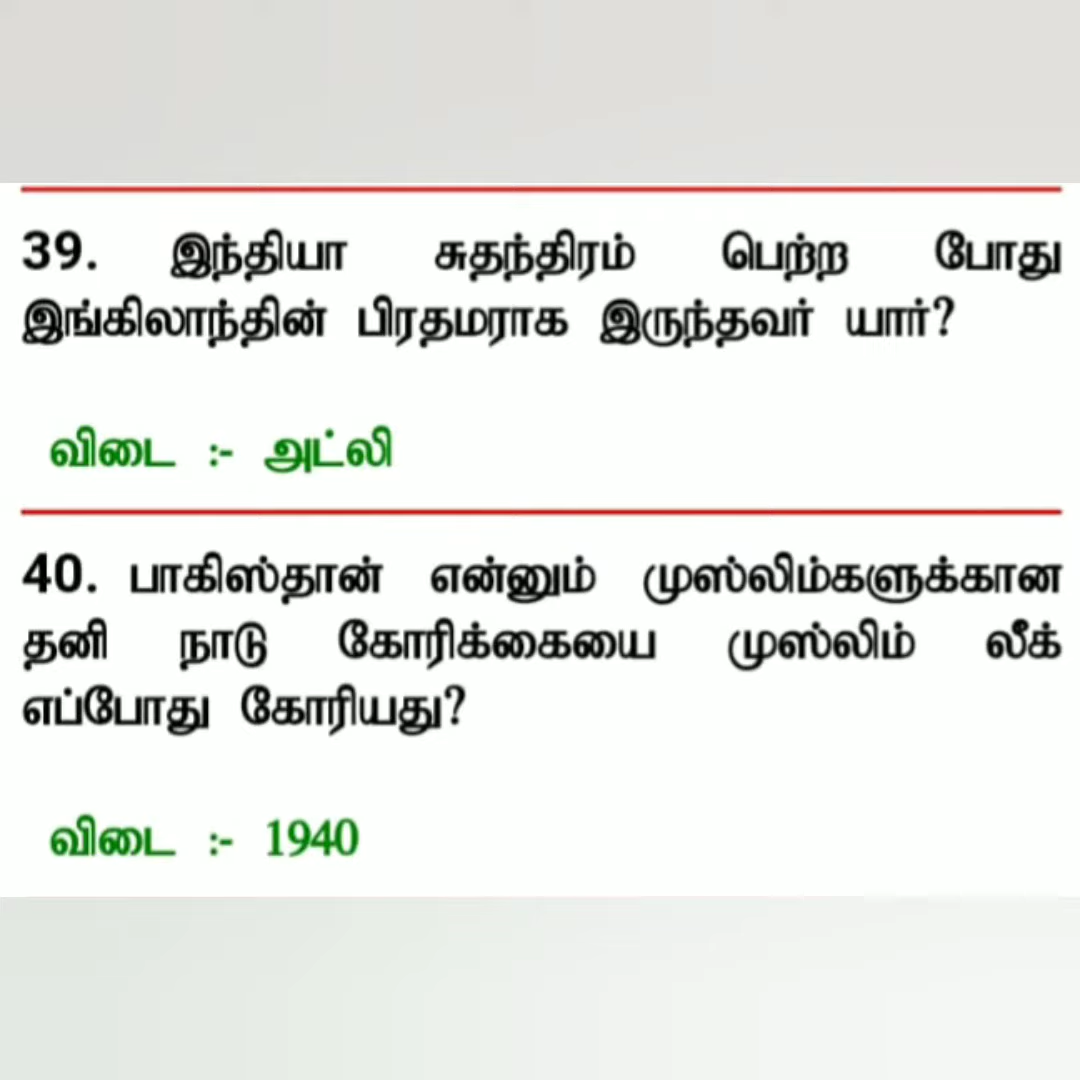 39. இந்தியா சுதந்திரம் பெற்ற போது
இங்கிலாந்தின் பிரதமராக இருந்தவர் யார்?
விடை :- அட்லி
40. பாகிஸ்தான் என்னும் முஸ்லிம்களுக்கான
தனி நாடு கோரிக்கையை முஸ்லிம் லீக்
எப்போது கோரியது?
விடை :- 1940